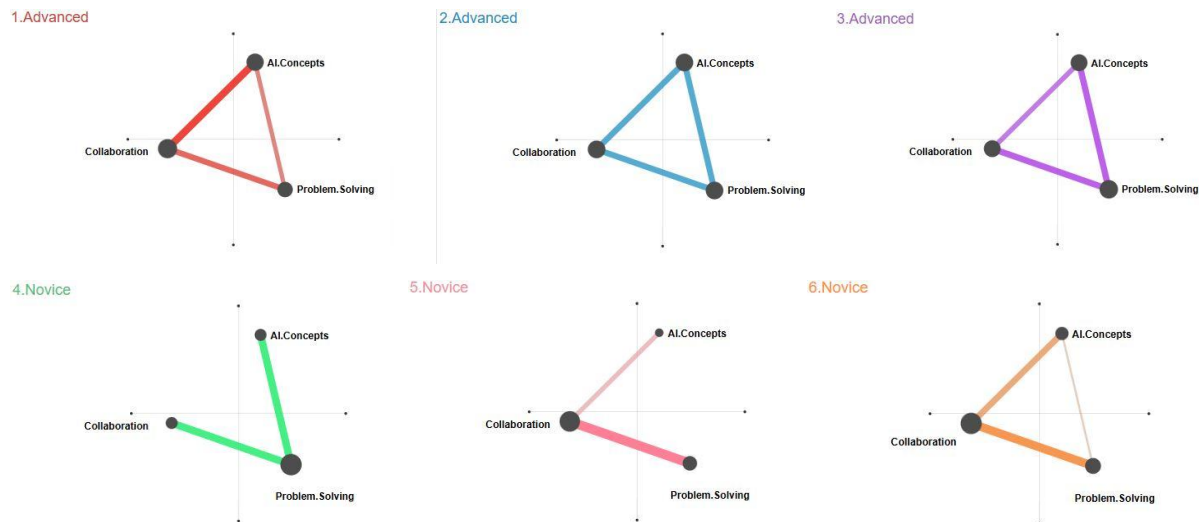 1.Advanced
AI.Concepts
Collaboration
Problem.Solving
2.Advanced
AI.Concepts
Collaboration
Problem.Solving
3.Advanced
AI.Concepts
Collaboration
Problem.Solving
4.Novice
AI.Concepts
Collaboration
Problem.Solving
5.Novice
AI.Concepts
Collaboration
Problem.Solving
6.Novice
AI.Concepts
Collaboration
Problem.Solving